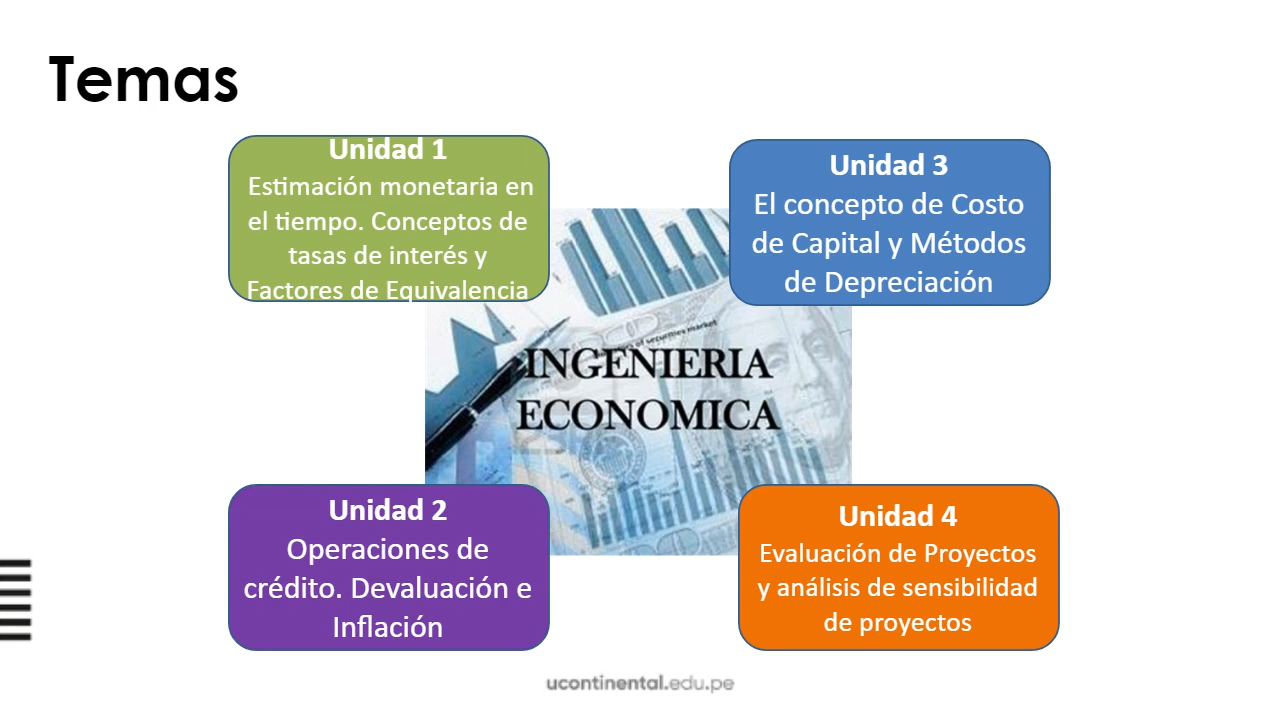 Temas
Unidad 1
Estimación monetaria en
el tiempo. Conceptos de
tasas de interés y
Factores de Equivalencia
Unidad 3
El concepto de Costo
de Capital y Métodos
de Depreciación
INGENIERIA
ECONOMICA
Unidad 2
Operaciones de
crédito. Devaluación e
Inflación
Unidad 4
Evaluación de Proyectos
y análisis de sensibilidad
de proyectos
ucontinental.edu.pe